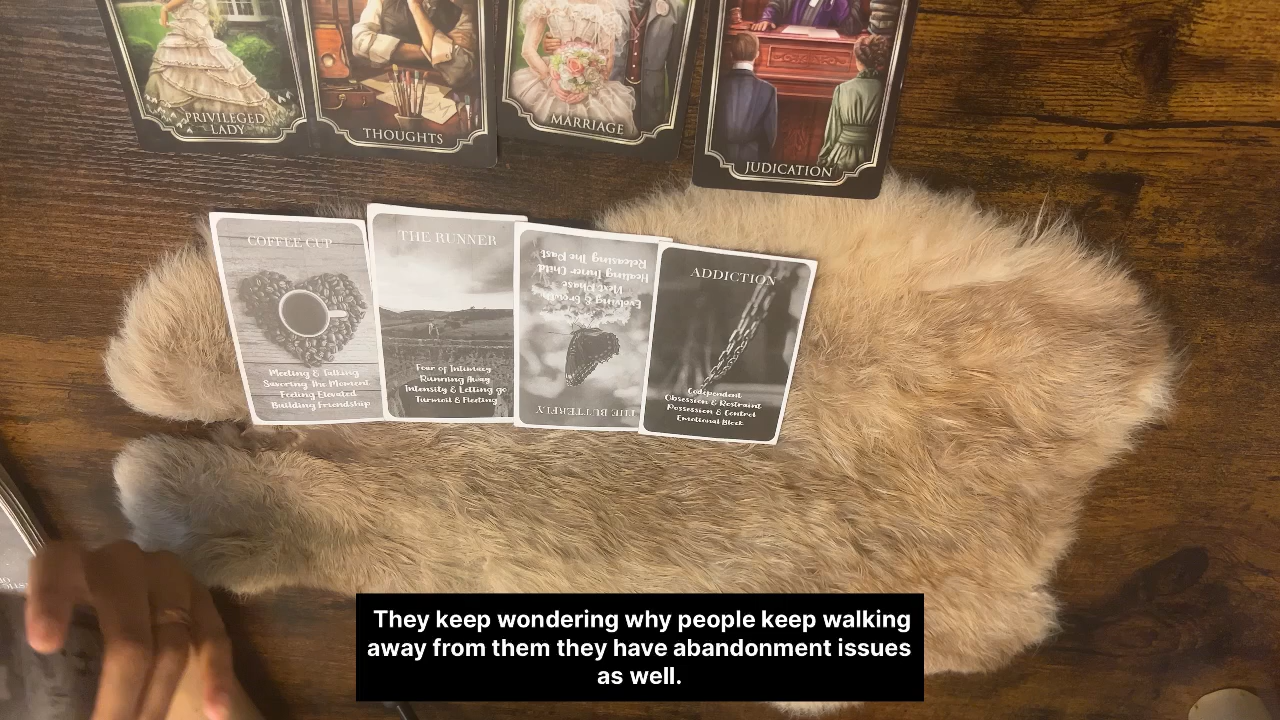 PRIVILEGED
LADY
THOUGHTS
MARRIAGE
JUDICATION
COFFEE CUP
Meeting & Talking
Savoring The Moment
Feeling Elevated
Building Friendship
THE RUNNER
Fear of Intimacy
Running Away
Intensity & Letting go
Turmoil & Fleeting
THE BUTTERFLY
Evolving & Growth
Next Phase
Healing Inner Child
Releasing The Past
ADDICTION
Codipendent
Obsession & Restraint
Possession & Control
Emotional Block
They keep wondering why people keep walking
away from them they have abandonment issues
as well.